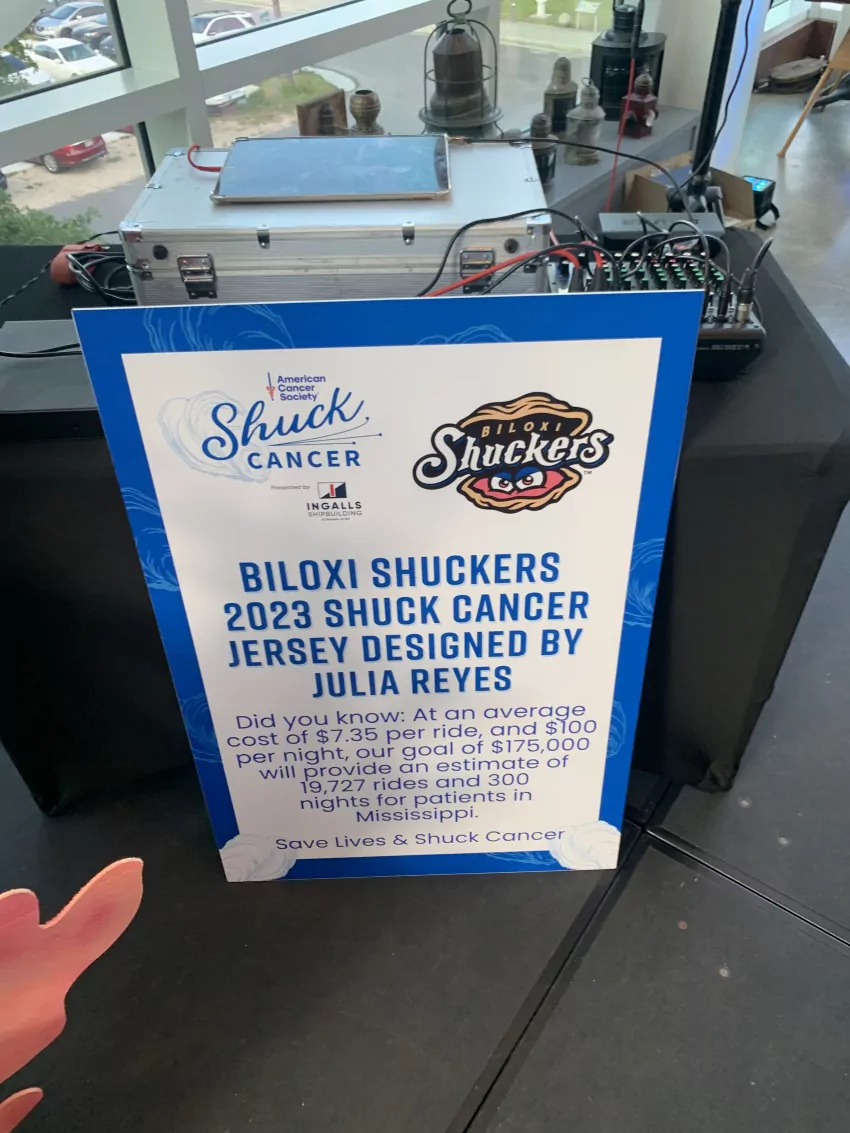 American
Cancer
Society
Shuck
CANCER
Presented by
INGALLS
SHIPBUILDING
BILOXI
Shuckers
TM
BILOXI SHUCKERS
2023 SHUCK CANCER
JERSEY DESIGNED BY
JULIA REYES
Did you know: At an average
cost of $7.35 per ride, and $100
per night, our goal of $175,000
will provide an estimate of
19,727 rides and 300
nights for patients in
Mississippi.
Save Lives & Shuck Cancer